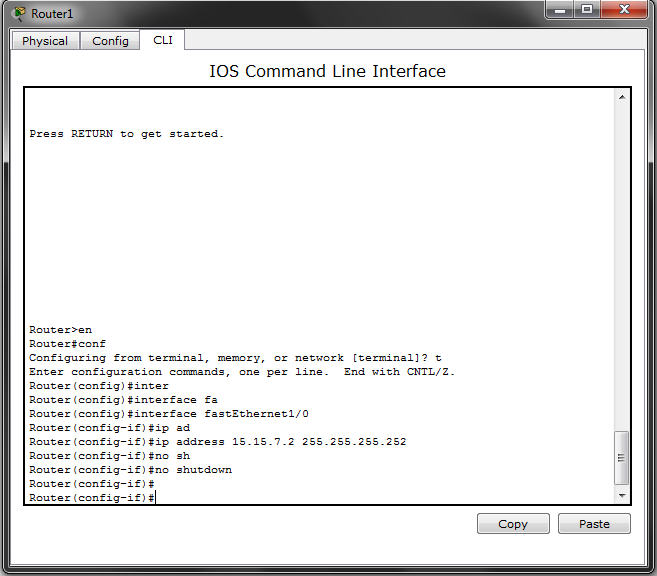 Router1
Physical Config CLI
IOS Command Line Interface
Press RETURN to get started.
Router>en
Router#conf
Configuring from terminal, memory, or network [terminal]? t
Enter configuration commands, one per line.  End with CNTL/Z.
Router(config)#inter
Router(config)#interface fa
Router(config)#interface fastEthernet1/0
Router(config-if)#ip ad
Router(config-if)#ip address 15.15.7.2 255.255.255.252
Router(config-if)#no sh
Router(config-if)#no shutdown
Router(config-if)#
Router(config-if)#
Copy Paste